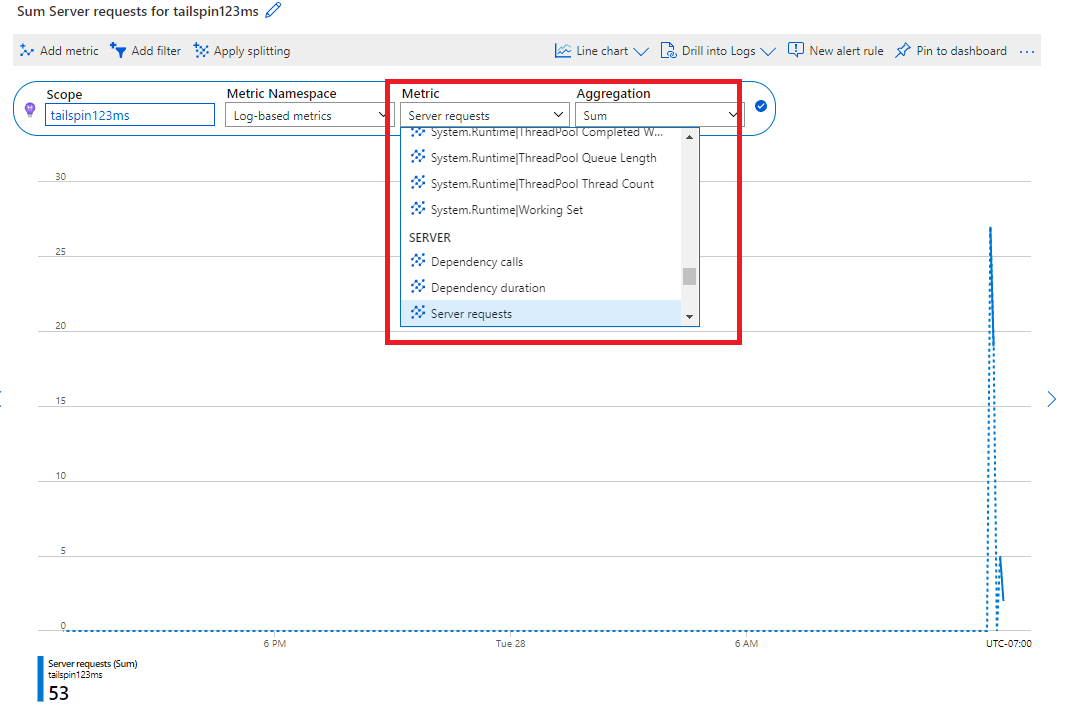 Sum Server requests for tailspin123ms
Add metric Add filter Apply splitting Line chart Drill into Logs New alert rule Pin to dashboard ...
Scope Metric Namespace Metric Aggregation
tailspin123ms Log-based metrics Server requests Sum
System.Runtime|ThreadPool Completed W...
System.Runtime|ThreadPool Queue Length
System.Runtime|ThreadPool Thread Count
System.Runtime|Working Set
SERVER
Dependency calls
Dependency duration
Server requests
30
25
20
15
10
5
0
6 PM Tue 28 6 AM UTC-07:00
Server requests (Sum)
tailspin123ms
53